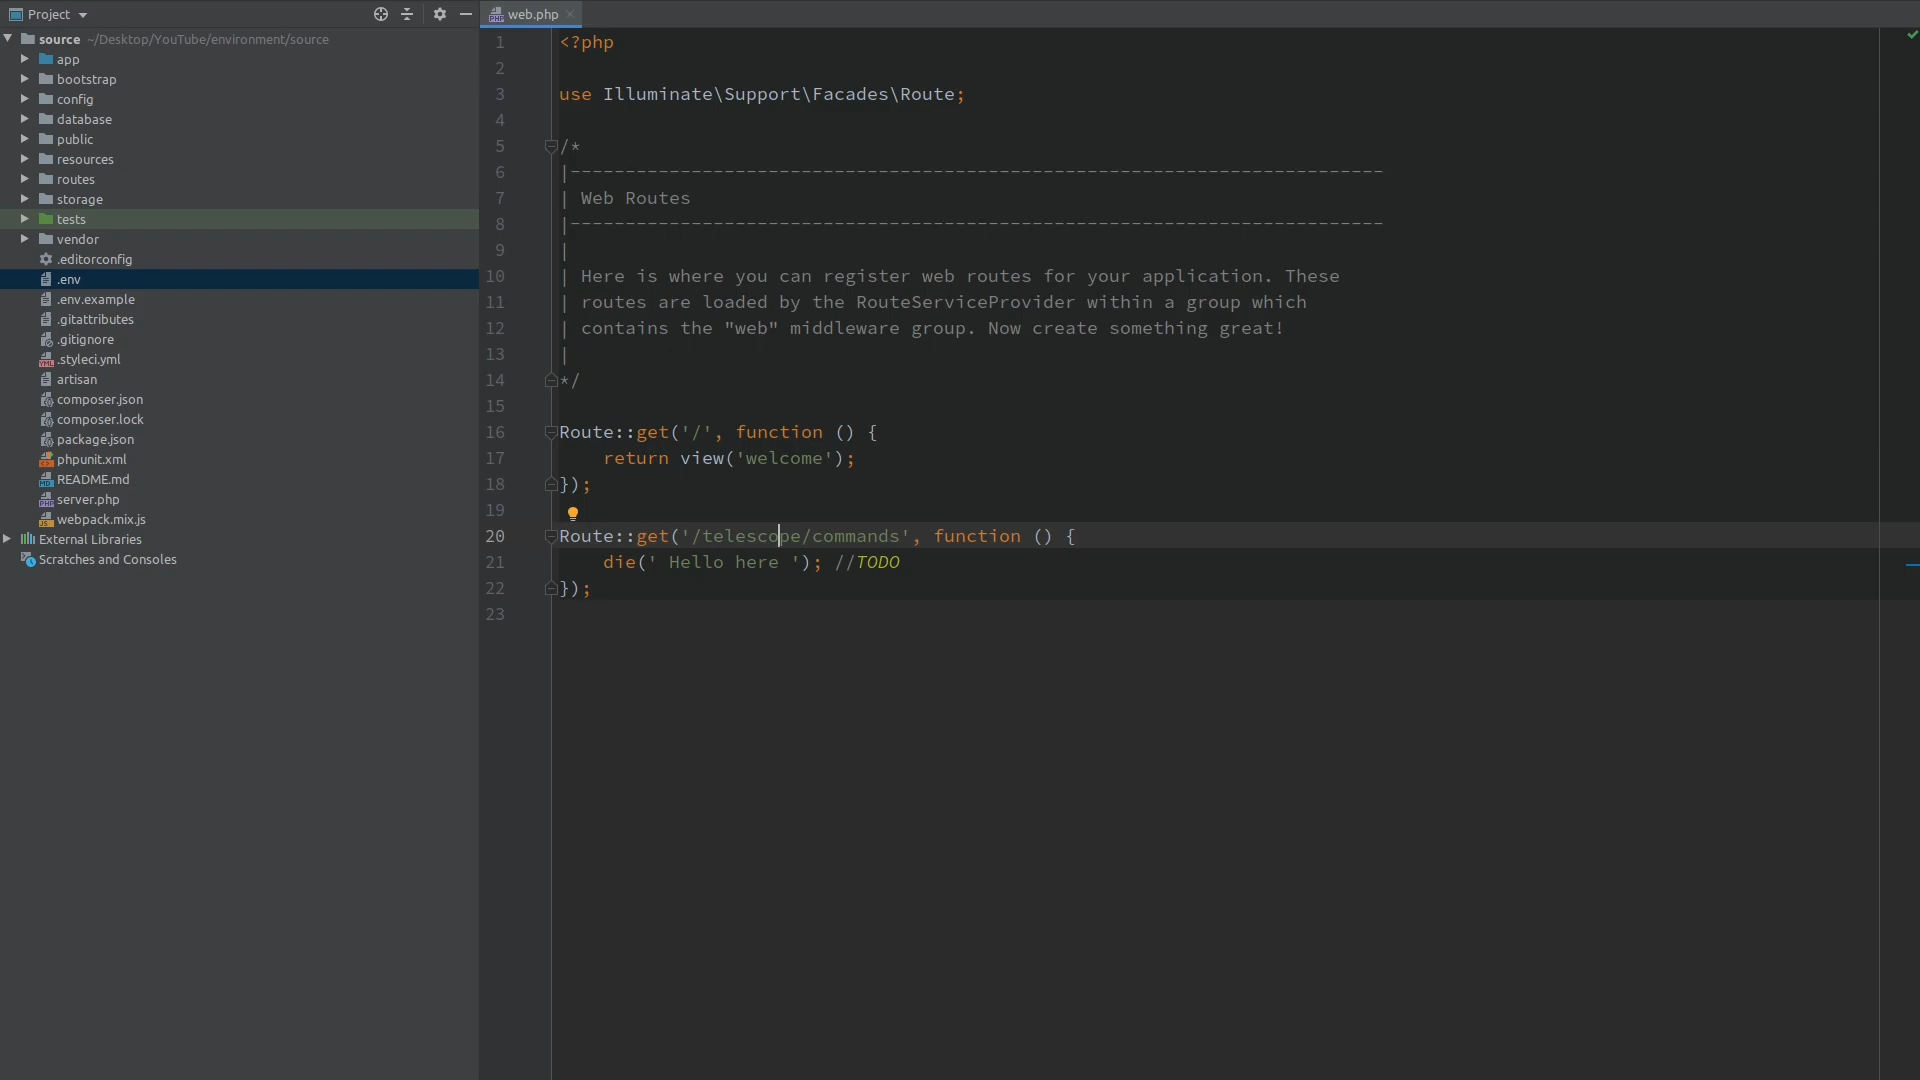 Project
source ~/Desktop/YouTube/environment/source
app
bootstrap
config
database
public
resources
routes
storage
tests
vendor
.editorconfig
.env
.env.example
.gitattributes
.gitignore
.styleci.yml
artisan
composer.json
composer.lock
package.json
phpunit.xml
README.md
server.php
webpack.mix.js
External Libraries
Scratches and Consoles
web.php
1 <?php
2
3 use Illuminate\Support\Facades\Route;
4
5 /*
6 |--------------------------------------------------------------------------
7 | Web Routes
8 |--------------------------------------------------------------------------
9 |
10 | Here is where you can register web routes for your application. These
11 | routes are loaded by the RouteServiceProvider within a group which
12 | contains the "web" middleware group. Now create something great!
13 |
14 */
15
16 Route::get('/', function () {
17     return view('welcome');
18 });
19
20 Route::get('/telescope/commands', function () {
21     die(' Hello here '); //TODO
22 });
23